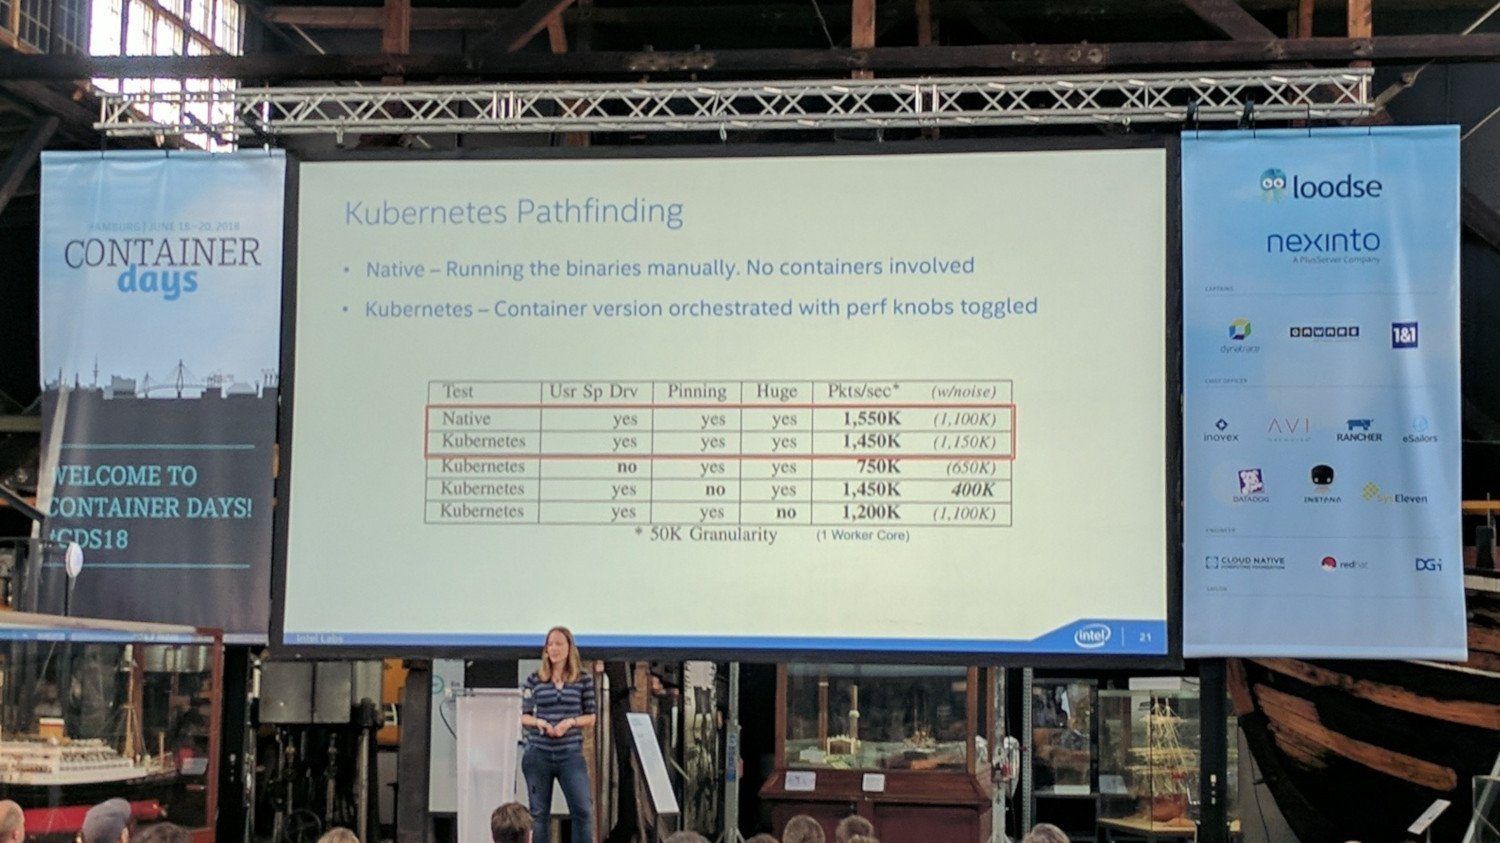 HAMBURG | JUNE 18-20, 2018
CONTAINER
days
WELCOME TO
CONTAINER DAYS!
#CDS18
Kubernetes Pathfinding
• Native – Running the binaries manually. No containers involved
• Kubernetes – Container version orchestrated with perf knobs toggled
Test Usr Sp Drv Pinning Huge Pkts/sec* (w/noise)
Native yes yes yes 1,550K (1,100K)
Kubernetes yes yes yes 1,450K (1,150K)
Kubernetes no yes yes 750K (650K)
Kubernetes yes no yes 1,450K 400K
Kubernetes yes yes no 1,200K (1,100K)
* 50K Granularity (1 Worker Core)
Intel Labs
intel 21
loodse
nexinto
A PlusServer Company
CAPTAINS
dynatrace 1&1
CHIEF OFFICER
inovex AVI RANCHER eSailors
DATADOG INSTANA SysEleven
ENGINEER
CLOUD NATIVE
COMPUTING FOUNDATION
redhat DGi
SAILOR